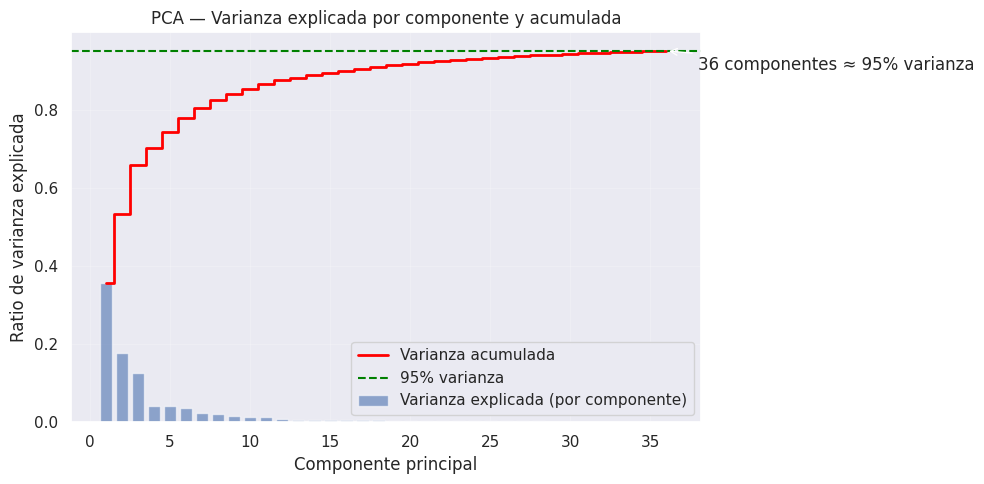 PCA — Varianza explicada por componente y acumulada
36 componentes ≈ 95% varianza
Ratio de varianza explicada
0.8
0.6
0.4
0.2
0.0
Varianza acumulada
95% varianza
Varianza explicada (por componente)
0 5 10 15 20 25 30 35
Componente principal